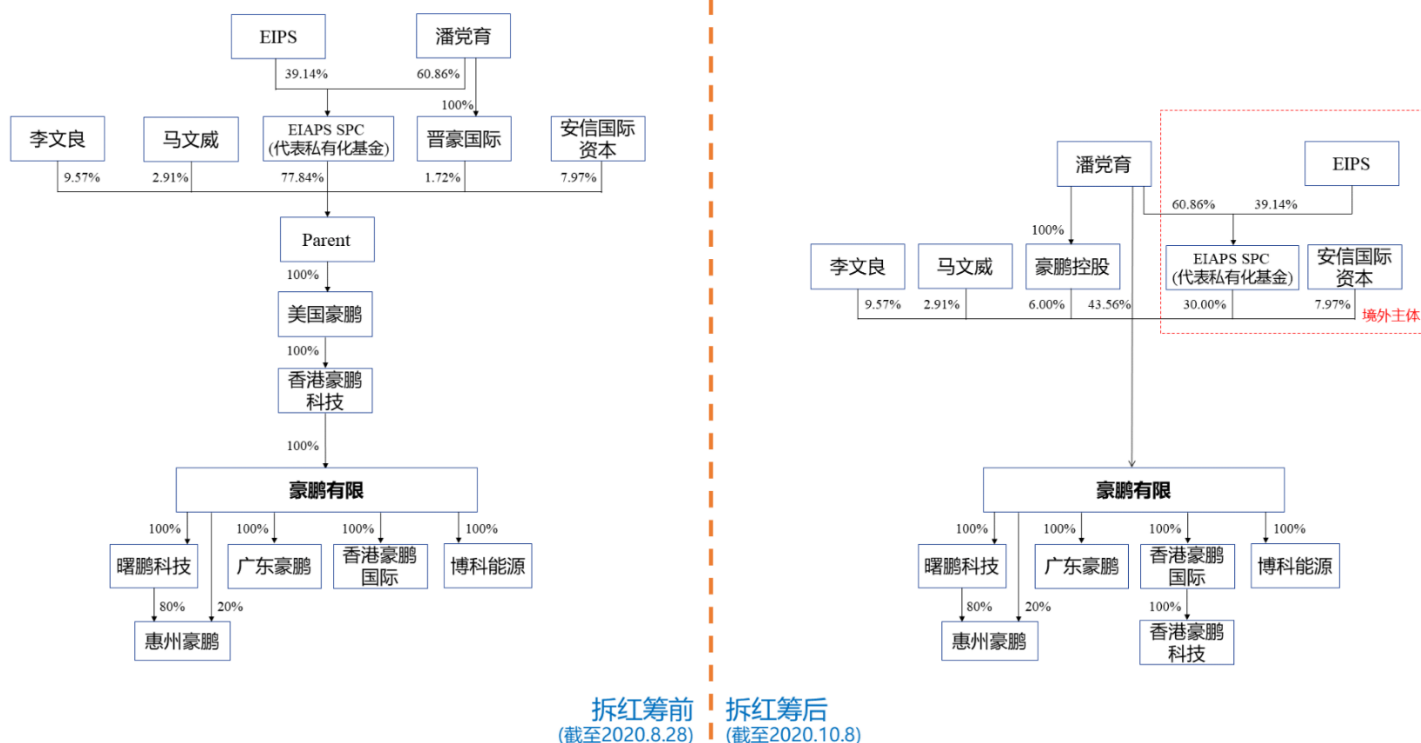 EIPS
潘党育
39.14%
60.86%
100%
李文良
马文威
EIAPS SPC
(代表私有化基金)
晋豪国际
安信国际
资本
9.57%
2.91%
77.84%
1.72%
7.97%
Parent
100%
美国豪鹏
100%
香港豪鹏
科技
100%
豪鹏有限
100%
100%
100%
100%
曙鹏科技
广东豪鹏
香港豪鹏
国际
博科能源
80%
20%
惠州豪鹏
拆红筹前
(截至2020.8.28)
潘党育
EIPS
60.86%
39.14%
100%
李文良
马文威
豪鹏控股
EIAPS SPC
(代表私有化基金)
安信国际
资本
9.57%
2.91%
6.00%
43.56%
30.00%
7.97%
境外主体
豪鹏有限
100%
100%
100%
100%
曙鹏科技
广东豪鹏
香港豪鹏
国际
博科能源
80%
20%
100%
惠州豪鹏
香港豪鹏
科技
拆红筹后
(截至2020.10.8)